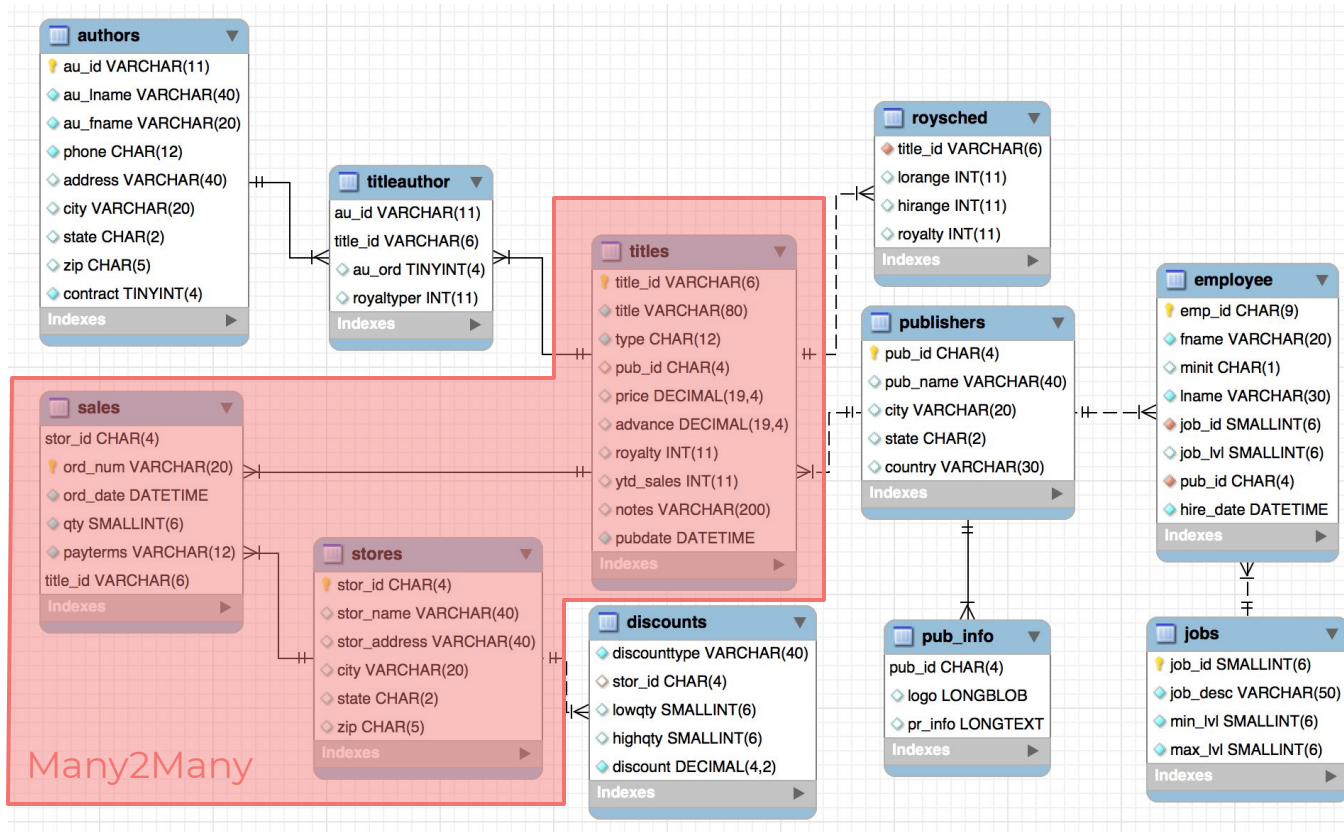 authors
au_id VARCHAR(11)
au_lname VARCHAR(40)
au_fname VARCHAR(20)
phone CHAR(12)
address VARCHAR(40)
city VARCHAR(20)
state CHAR(2)
zip CHAR(5)
contract TINYINT(4)
Indexes
titleauthor
au_id VARCHAR(11)
title_id VARCHAR(6)
au_ord TINYINT(4)
royaltyper INT(11)
Indexes
titles
title_id VARCHAR(6)
title VARCHAR(80)
type CHAR(12)
pub_id CHAR(4)
price DECIMAL(19,4)
advance DECIMAL(19,4)
royalty INT(11)
ytd_sales INT(11)
notes VARCHAR(200)
pubdate DATETIME
Indexes
roysched
title_id VARCHAR(6)
lorange INT(11)
hirange INT(11)
royalty INT(11)
Indexes
publishers
pub_id CHAR(4)
pub_name VARCHAR(40)
city VARCHAR(20)
state CHAR(2)
country VARCHAR(30)
Indexes
employee
emp_id CHAR(9)
fname VARCHAR(20)
minit CHAR(1)
lname VARCHAR(30)
job_id SMALLINT(6)
job_lvl SMALLINT(6)
pub_id CHAR(4)
hire_date DATETIME
Indexes
sales
stor_id CHAR(4)
ord_num VARCHAR(20)
ord_date DATETIME
qty SMALLINT(6)
payterms VARCHAR(12)
title_id VARCHAR(6)
Indexes
stores
stor_id CHAR(4)
stor_name VARCHAR(40)
stor_address VARCHAR(40)
city VARCHAR(20)
state CHAR(2)
zip CHAR(5)
Indexes
Many2Many
discounts
discounttype VARCHAR(40)
stor_id CHAR(4)
lowqty SMALLINT(6)
highqty SMALLINT(6)
discount DECIMAL(4,2)
Indexes
pub_info
pub_id CHAR(4)
logo LONGBLOB
pr_info LONGTEXT
Indexes
jobs
job_id SMALLINT(6)
job_desc VARCHAR(50)
min_lvl SMALLINT(6)
max_lvl SMALLINT(6)
Indexes